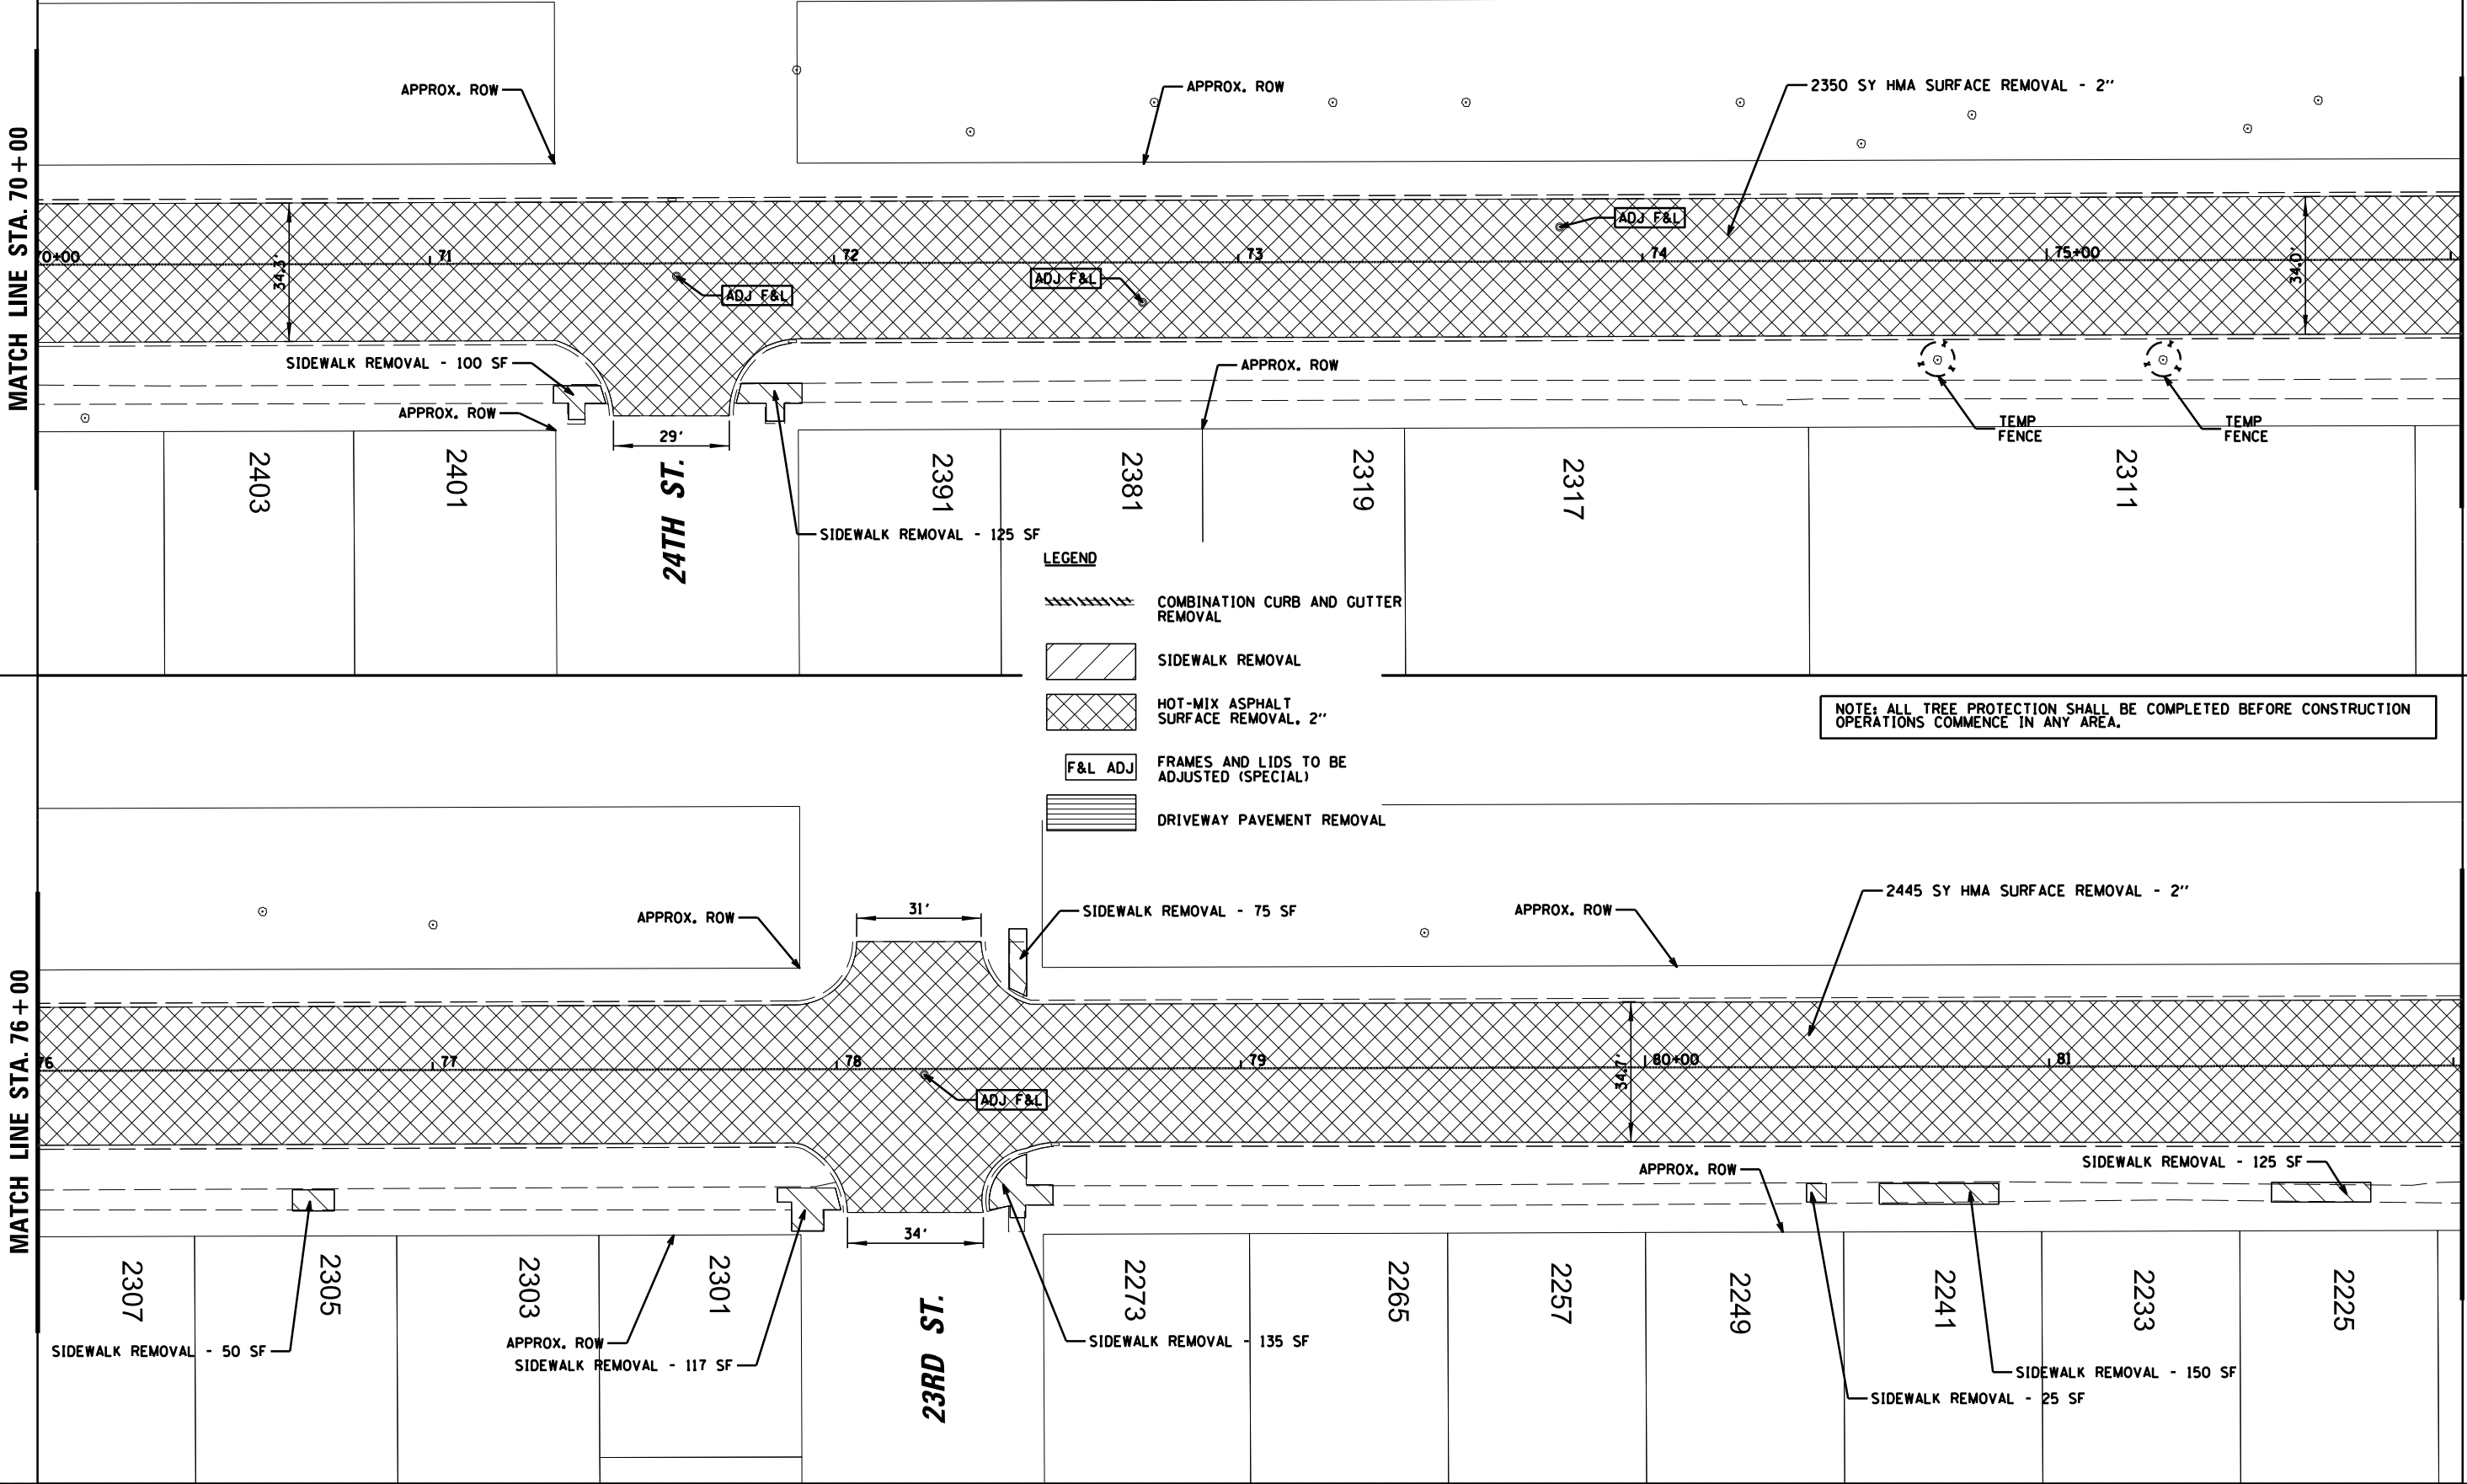 MATCH LINE STA. 70+00
APPROX. ROW
APPROX. ROW
2350 SY HMA SURFACE REMOVAL - 2''
ADJ F&L
0+00
71
72
73
74
75+00
34.3'
34.0'
ADJ F&L
ADJ F&L
SIDEWALK REMOVAL - 100 SF
APPROX. ROW
APPROX. ROW
29'
TEMP
FENCE
TEMP
FENCE
2403
2401
24TH ST.
2391
2381
2319
2317
2311
SIDEWALK REMOVAL - 125 SF
LEGEND
COMBINATION CURB AND GUTTER
REMOVAL
SIDEWALK REMOVAL
HOT-MIX ASPHALT
SURFACE REMOVAL, 2''
F&L ADJ
FRAMES AND LIDS TO BE
ADJUSTED (SPECIAL)
DRIVEWAY PAVEMENT REMOVAL
NOTE: ALL TREE PROTECTION SHALL BE COMPLETED BEFORE CONSTRUCTION
OPERATIONS COMMENCE IN ANY AREA.
MATCH LINE STA. 76+00
APPROX. ROW
31'
SIDEWALK REMOVAL - 75 SF
APPROX. ROW
2445 SY HMA SURFACE REMOVAL - 2''
76
77
78
79
80+00
81
34.7'
ADJ F&L
APPROX. ROW
SIDEWALK REMOVAL - 125 SF
34'
2307
2305
2303
2301
23RD ST.
2273
2265
2257
2249
2241
2233
2225
SIDEWALK REMOVAL - 50 SF
APPROX. ROW
SIDEWALK REMOVAL - 117 SF
SIDEWALK REMOVAL - 135 SF
SIDEWALK REMOVAL - 150 SF
SIDEWALK REMOVAL - 25 SF